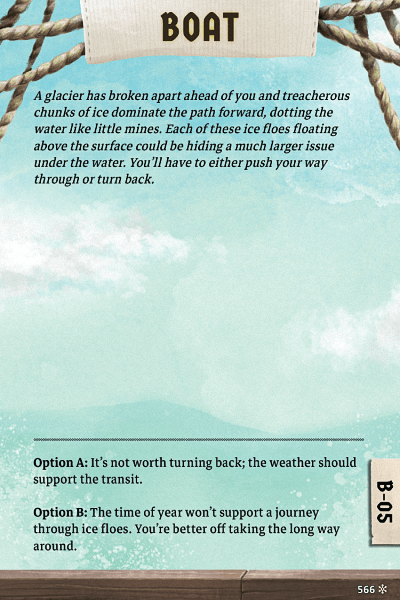 BOAT
A glacier has broken apart ahead of you and treacherous
chunks of ice dominate the path forward, dotting the
water like little mines. Each of these ice floes floating
above the surface could be hiding a much larger issue
under the water. You’ll have to either push your way
through or turn back.
Option A: It’s not worth turning back; the weather should
support the transit.
Option B: The time of year won’t support a journey
through ice floes. You’re better off taking the long way
around.
B-05
566